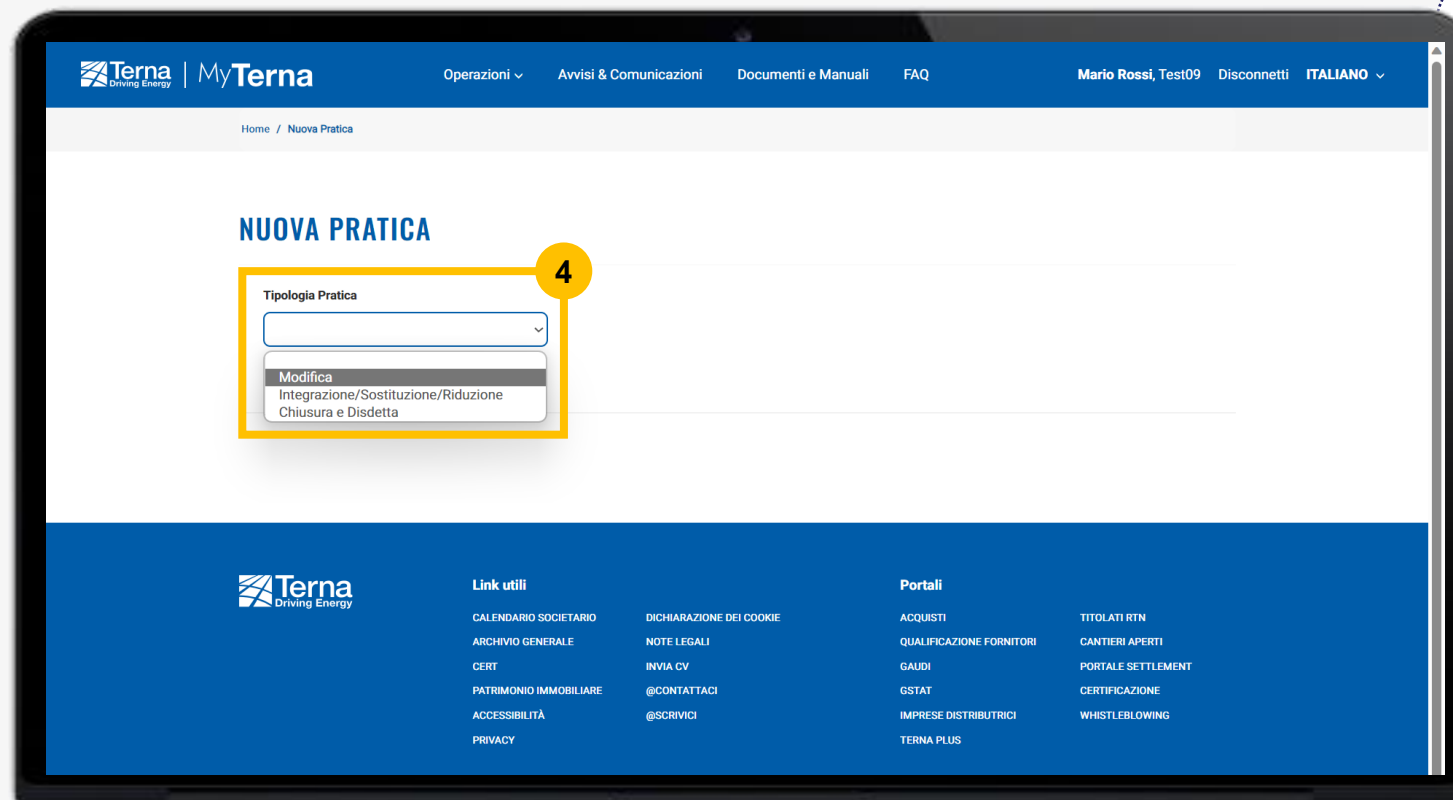 Terna
Driving Energy
MyTerna
Operazioni
Avvisi & Comunicazioni
Documenti e Manuali
FAQ
Mario Rossi, Test09
Disconnetti
ITALIANO
Home / Nuova Pratica
NUOVA PRATICA
4
Tipologia Pratica
Modifica
Integrazione/Sostituzione/Riduzione
Chiusura e Disdetta
Terna
Driving Energy
Link utili
CALENDARIO SOCIETARIO
ARCHIVIO GENERALE
CERT
PATRIMONIO IMMOBILIARE
ACCESSIBILITÀ
PRIVACY
DICHIARAZIONE DEI COOKIE
NOTE LEGALI
INVIA CV
@CONTATTACI
@SCRIVICI
Portali
ACQUISTI
QUALIFICAZIONE FORNITORI
GAUDI
GSTAT
IMPRESE DISTRIBUTRICI
TERNA PLUS
TITOLATI RTN
CANTIERI APERTI
PORTALE SETTLEMENT
CERTIFICAZIONE
WHISTLEBLOWING